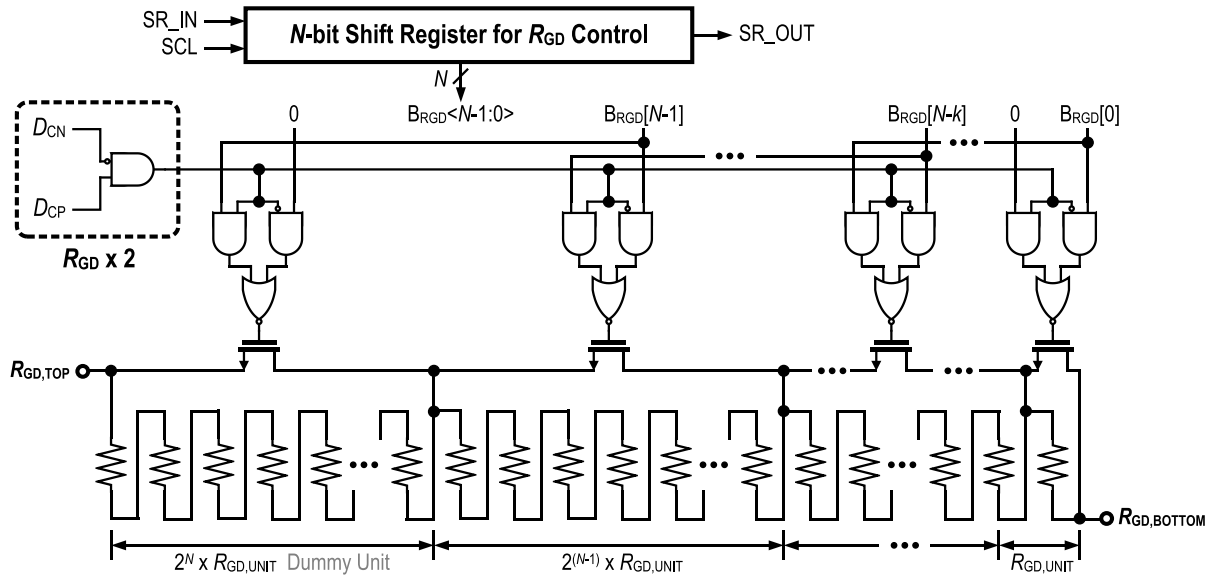 SR_IN
SCL
N-bit Shift Register for RGD Control
SR_OUT
N
DCN
DCP
RGD x 2
0
BRGD<N-1:0>
BRGD[N-1]
•••
BRGD[N-k]
0
•••
BRGD[0]
RGD,TOP
•••
•••
•••
•••
•••
•••
RGD,BOTTOM
2^N x RGD,UNIT Dummy Unit
2^(N-1) x RGD,UNIT
•••
RGD,UNIT